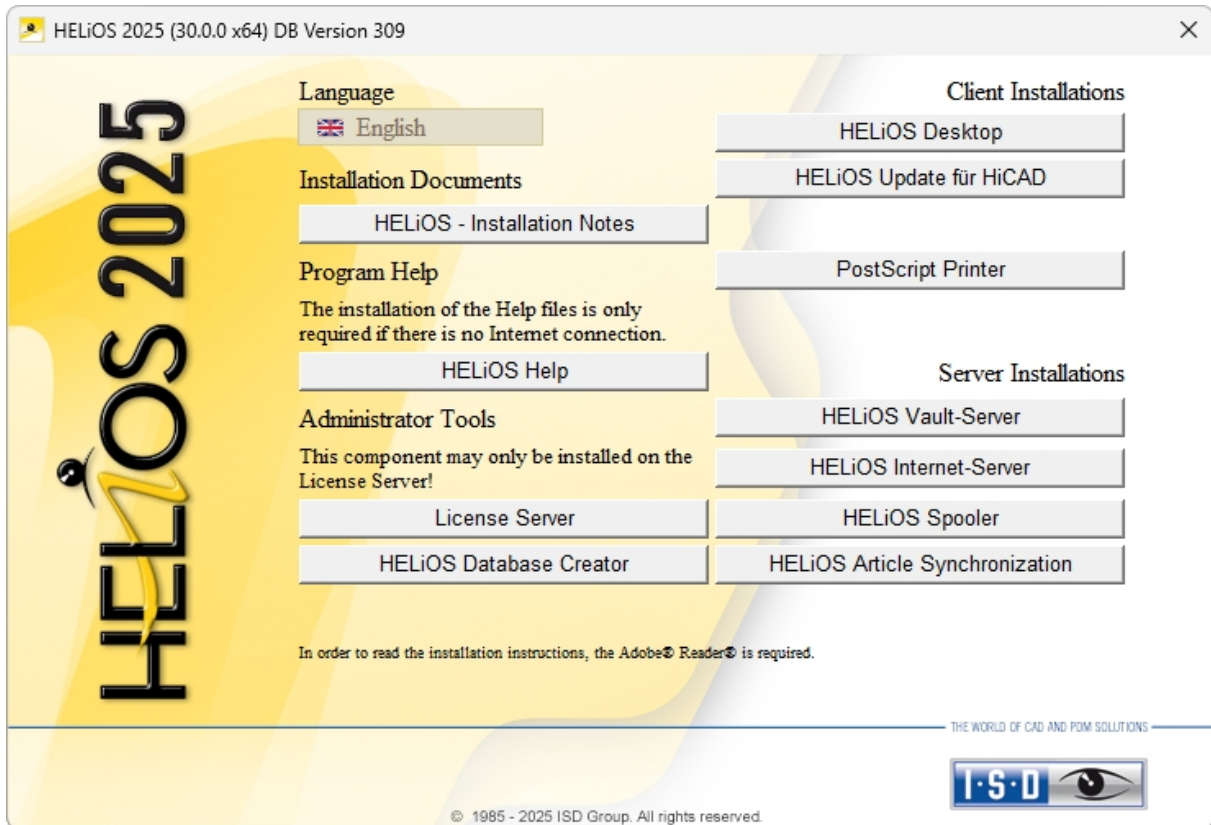 HELiOS 2025 (30.0.0 x64) DB Version 309
HELiOS 2025
Language
English
Installation Documents
HELiOS - Installation Notes
Program Help
The installation of the Help files is only
required if there is no Internet connection.
HELiOS Help
Administrator Tools
This component may only be installed on the
License Server!
License Server
HELiOS Database Creator
Client Installations
HELiOS Desktop
HELiOS Update für HiCAD
PostScript Printer
Server Installations
HELiOS Vault-Server
HELiOS Internet-Server
HELiOS Spooler
HELiOS Article Synchronization
In order to read the installation instructions, the Adobe® Reader® is required.
THE WORLD OF CAD AND PDM SOLUTIONS
I·S·D
© 1985 - 2025 ISD Group. All rights reserved.